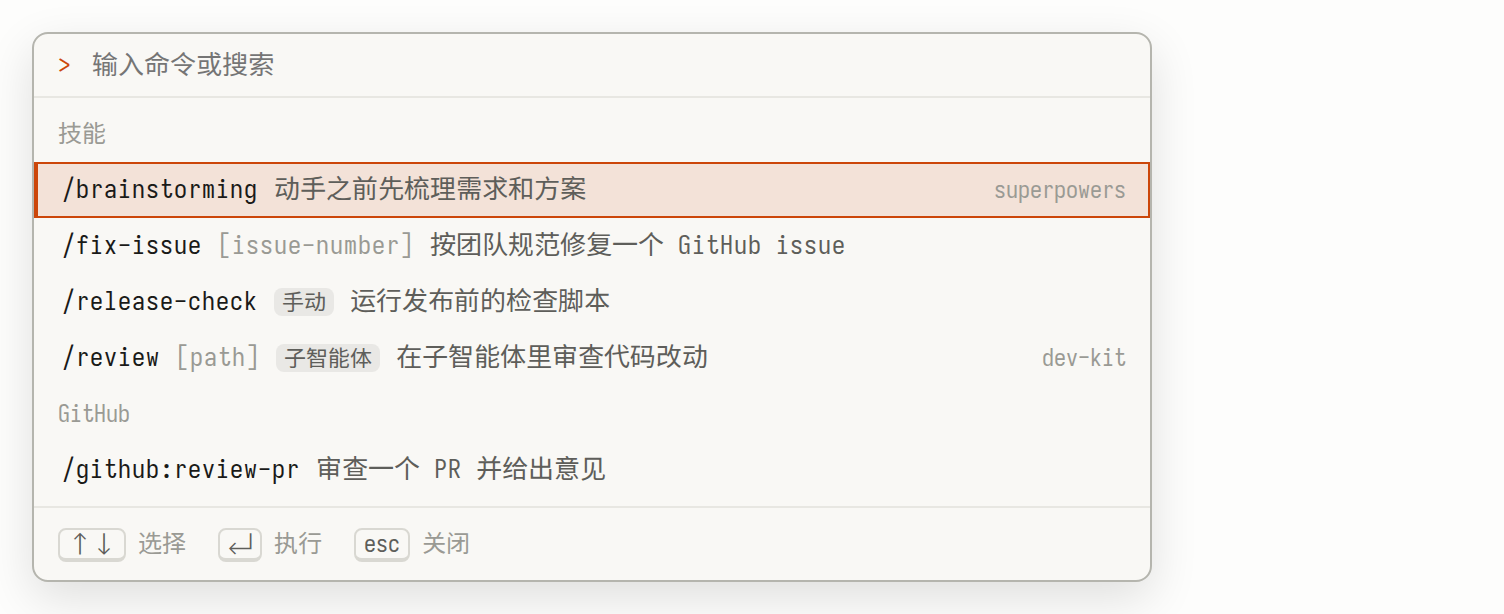 > 输入命令或搜索
技能
/brainstorming 动手之前先梳理需求和方案 superpowers
/fix-issue [issue-number] 按团队规范修复一个 GitHub issue
/release-check 手动 运行发布前的检查脚本
/review [path] 子智能体 在子智能体里审查代码改动 dev-kit
GitHub
/github:review-pr 审查一个 PR 并给出意见
↑↓ 选择 ↵ 执行 esc 关闭